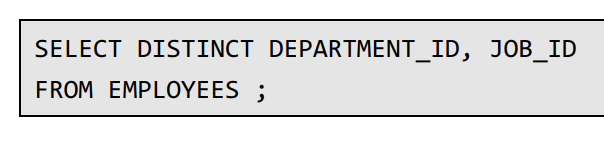 SELECT DISTINCT DEPARTMENT_ID, JOB_ID
FROM EMPLOYEES ;